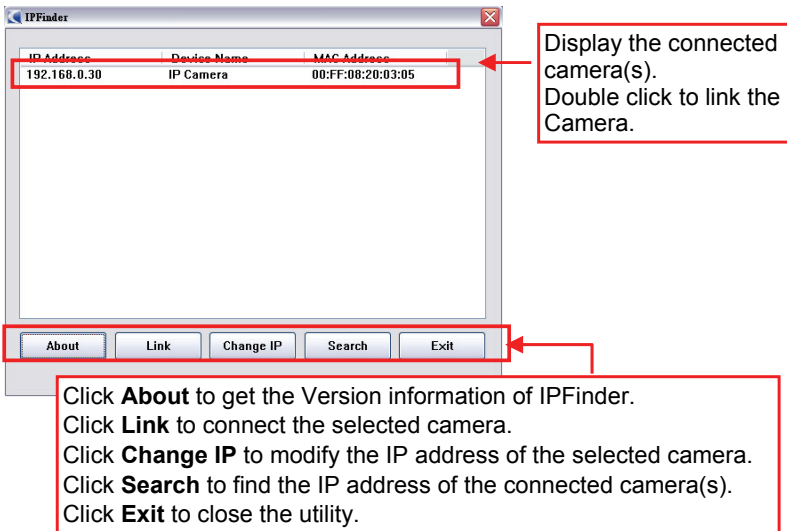 IPFinder
IP Address Device Name MAC Address
192.168.0.30 IP Camera 00:FF:08:20:03:05
Display the connected
camera(s).
Double click to link the
Camera.
About Link Change IP Search Exit
Click About to get the Version information of IPFinder.
Click Link to connect the selected camera.
Click Change IP to modify the IP address of the selected camera.
Click Search to find the IP address of the connected camera(s).
Click Exit to close the utility.